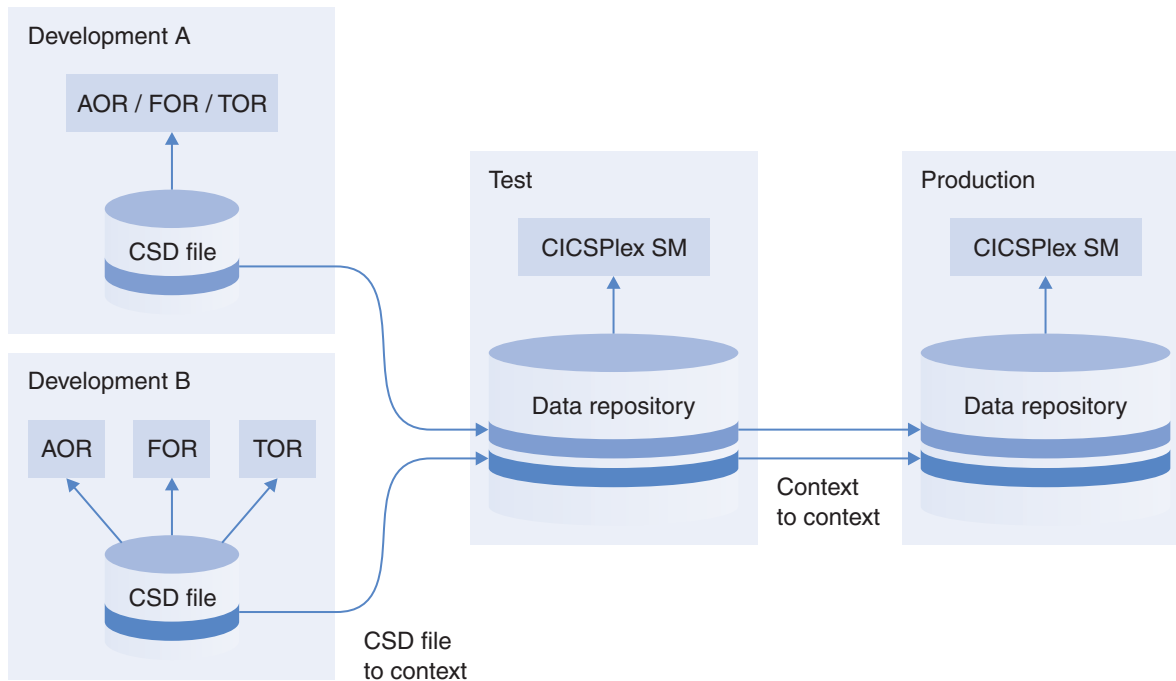 Development A
AOR / FOR / TOR
CSD file
Development B
AOR
FOR
TOR
CSD file
CSD file
to context
Test
CICSPlex SM
Data repository
Context
to context
Production
CICSPlex SM
Data repository